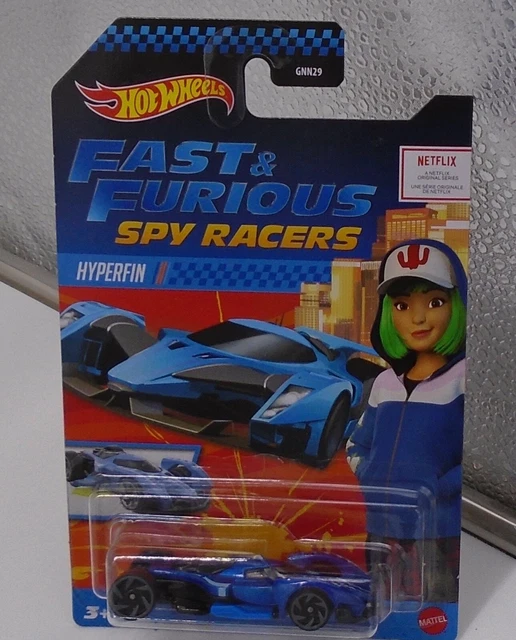 GNN29
HOT WHEELS
FAST &
FURIOUS
SPY RACERS
NETFLIX
A NETFLIX
ORIGINAL SERIES
UNE SÉRIE ORIGINALE
DE NETFLIX
HYPERFIN
3+
MATTEL